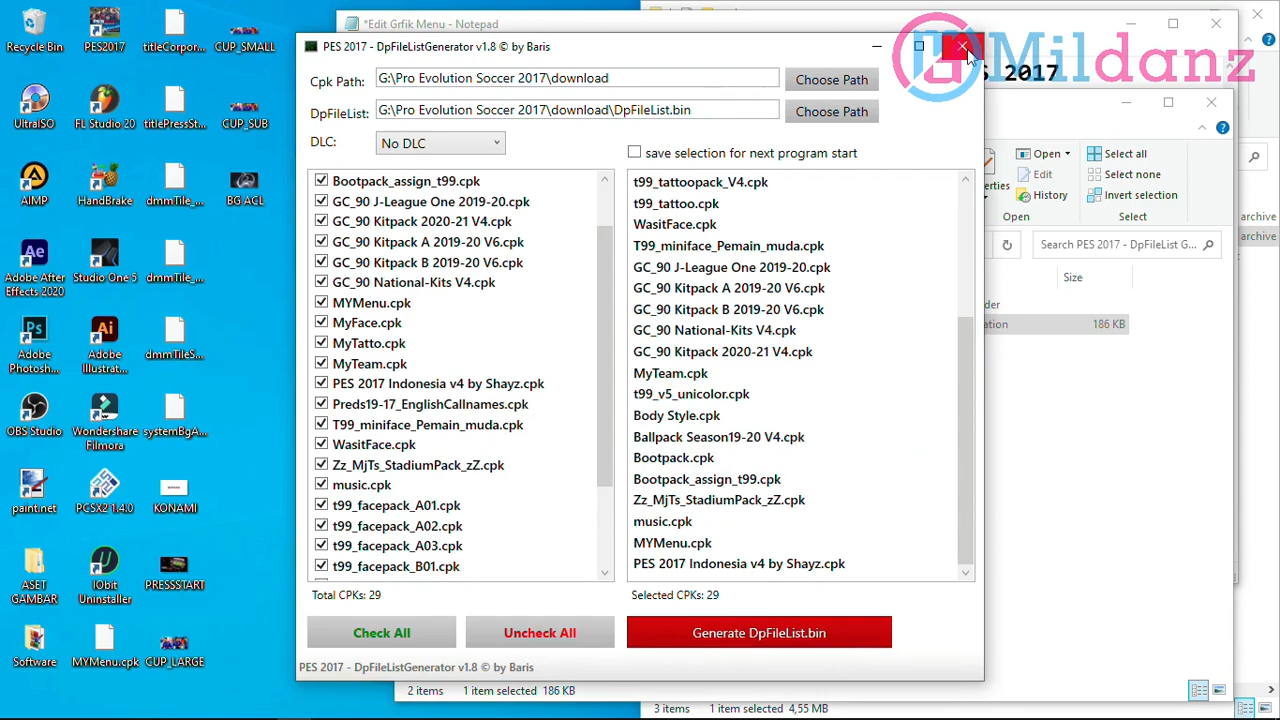 Recycle Bin
PES2017
titleCorpor...
CUP_SMALL
UltraISO
FL Studio 20
titlePressSt...
CUP_SUB
AIMP
HandBrake
dmmTile_...
BG ACL
Adobe After
Effects 2020
Studio One 5
dmmTile_...
Adobe
Photosh...
Adobe
Illustrat...
dmmTileS...
OBS Studio
Wondershare
Filmora
systemBgA...
paint.net
PCSX2 1.4.0
KONAMI
ASET
GAMBAR
IObit
Uninstaller
PRESSSTART
Software
MYMenu.cpk
CUP_LARGE
*Edit Grfik Menu - Notepad
Mildanz
S 2017
PES 2017 - DpFileListGenerator v1.8 © by Baris
Cpk Path:
G:\Pro Evolution Soccer 2017\download
Choose Path
DpFileList:
G:\Pro Evolution Soccer 2017\download\DpFileList.bin
Choose Path
DLC:
No DLC
save selection for next program start
Bootpack_assign_t99.cpk
GC_90 J-League One 2019-20.cpk
GC_90 Kitpack 2020-21 V4.cpk
GC_90 Kitpack A 2019-20 V6.cpk
GC_90 Kitpack B 2019-20 V6.cpk
GC_90 National-Kits V4.cpk
MYMenu.cpk
MyFace.cpk
MyTatto.cpk
MyTeam.cpk
PES 2017 Indonesia v4 by Shayz.cpk
Preds19-17_EnglishCallnames.cpk
T99_miniface_Pemain_muda.cpk
WasitFace.cpk
Zz_MjTs_StadiumPack_zZ.cpk
music.cpk
t99_facepack_A01.cpk
t99_facepack_A02.cpk
t99_facepack_A03.cpk
t99_facepack_B01.cpk
t99_tattoopack_V4.cpk
t99_tattoo.cpk
WasitFace.cpk
T99_miniface_Pemain_muda.cpk
GC_90 J-League One 2019-20.cpk
GC_90 Kitpack A 2019-20 V6.cpk
GC_90 Kitpack B 2019-20 V6.cpk
GC_90 National-Kits V4.cpk
GC_90 Kitpack 2020-21 V4.cpk
MyTeam.cpk
t99_v5_unicolor.cpk
Body Style.cpk
Ballpack Season19-20 V4.cpk
Bootpack.cpk
Bootpack_assign_t99.cpk
Zz_MjTs_StadiumPack_zZ.cpk
music.cpk
MYMenu.cpk
PES 2017 Indonesia v4 by Shayz.cpk
Total CPKs: 29
Selected CPKs: 29
Check All
Uncheck All
Generate DpFileList.bin
PES 2017 - DpFileListGenerator v1.8 © by Baris
Open
Select all
Edit
Select none
erties
History
Invert selection
Open
Select
Search PES 2017 - DpFileList G...
Size
der
ation
186 KB
archive
archive
2 items
1 item selected 186 KB
3 items
1 item selected 4,55 MB